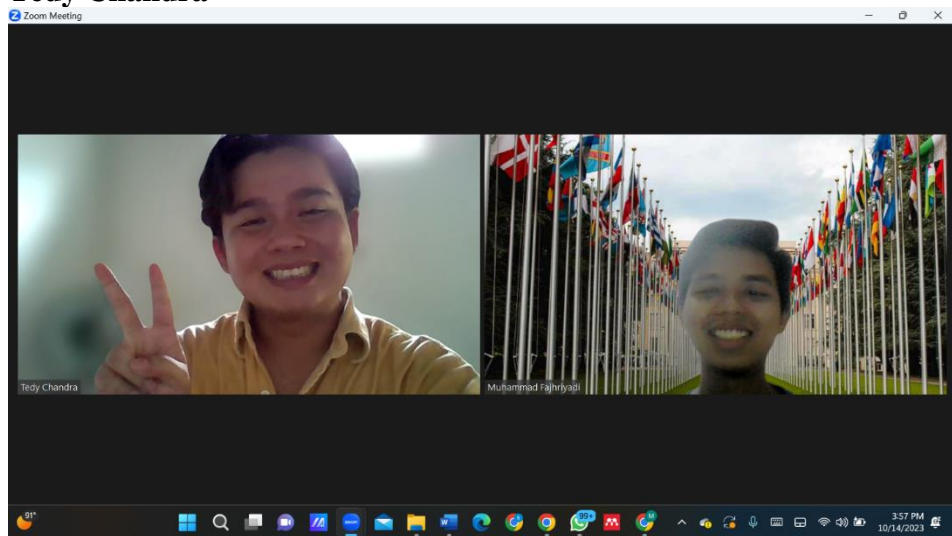 Tedy Chandra
Zoom Meeting
Tedy Chandra
Muhammad Fajhriyadi
91°
99+
3:57 PM
10/14/2023